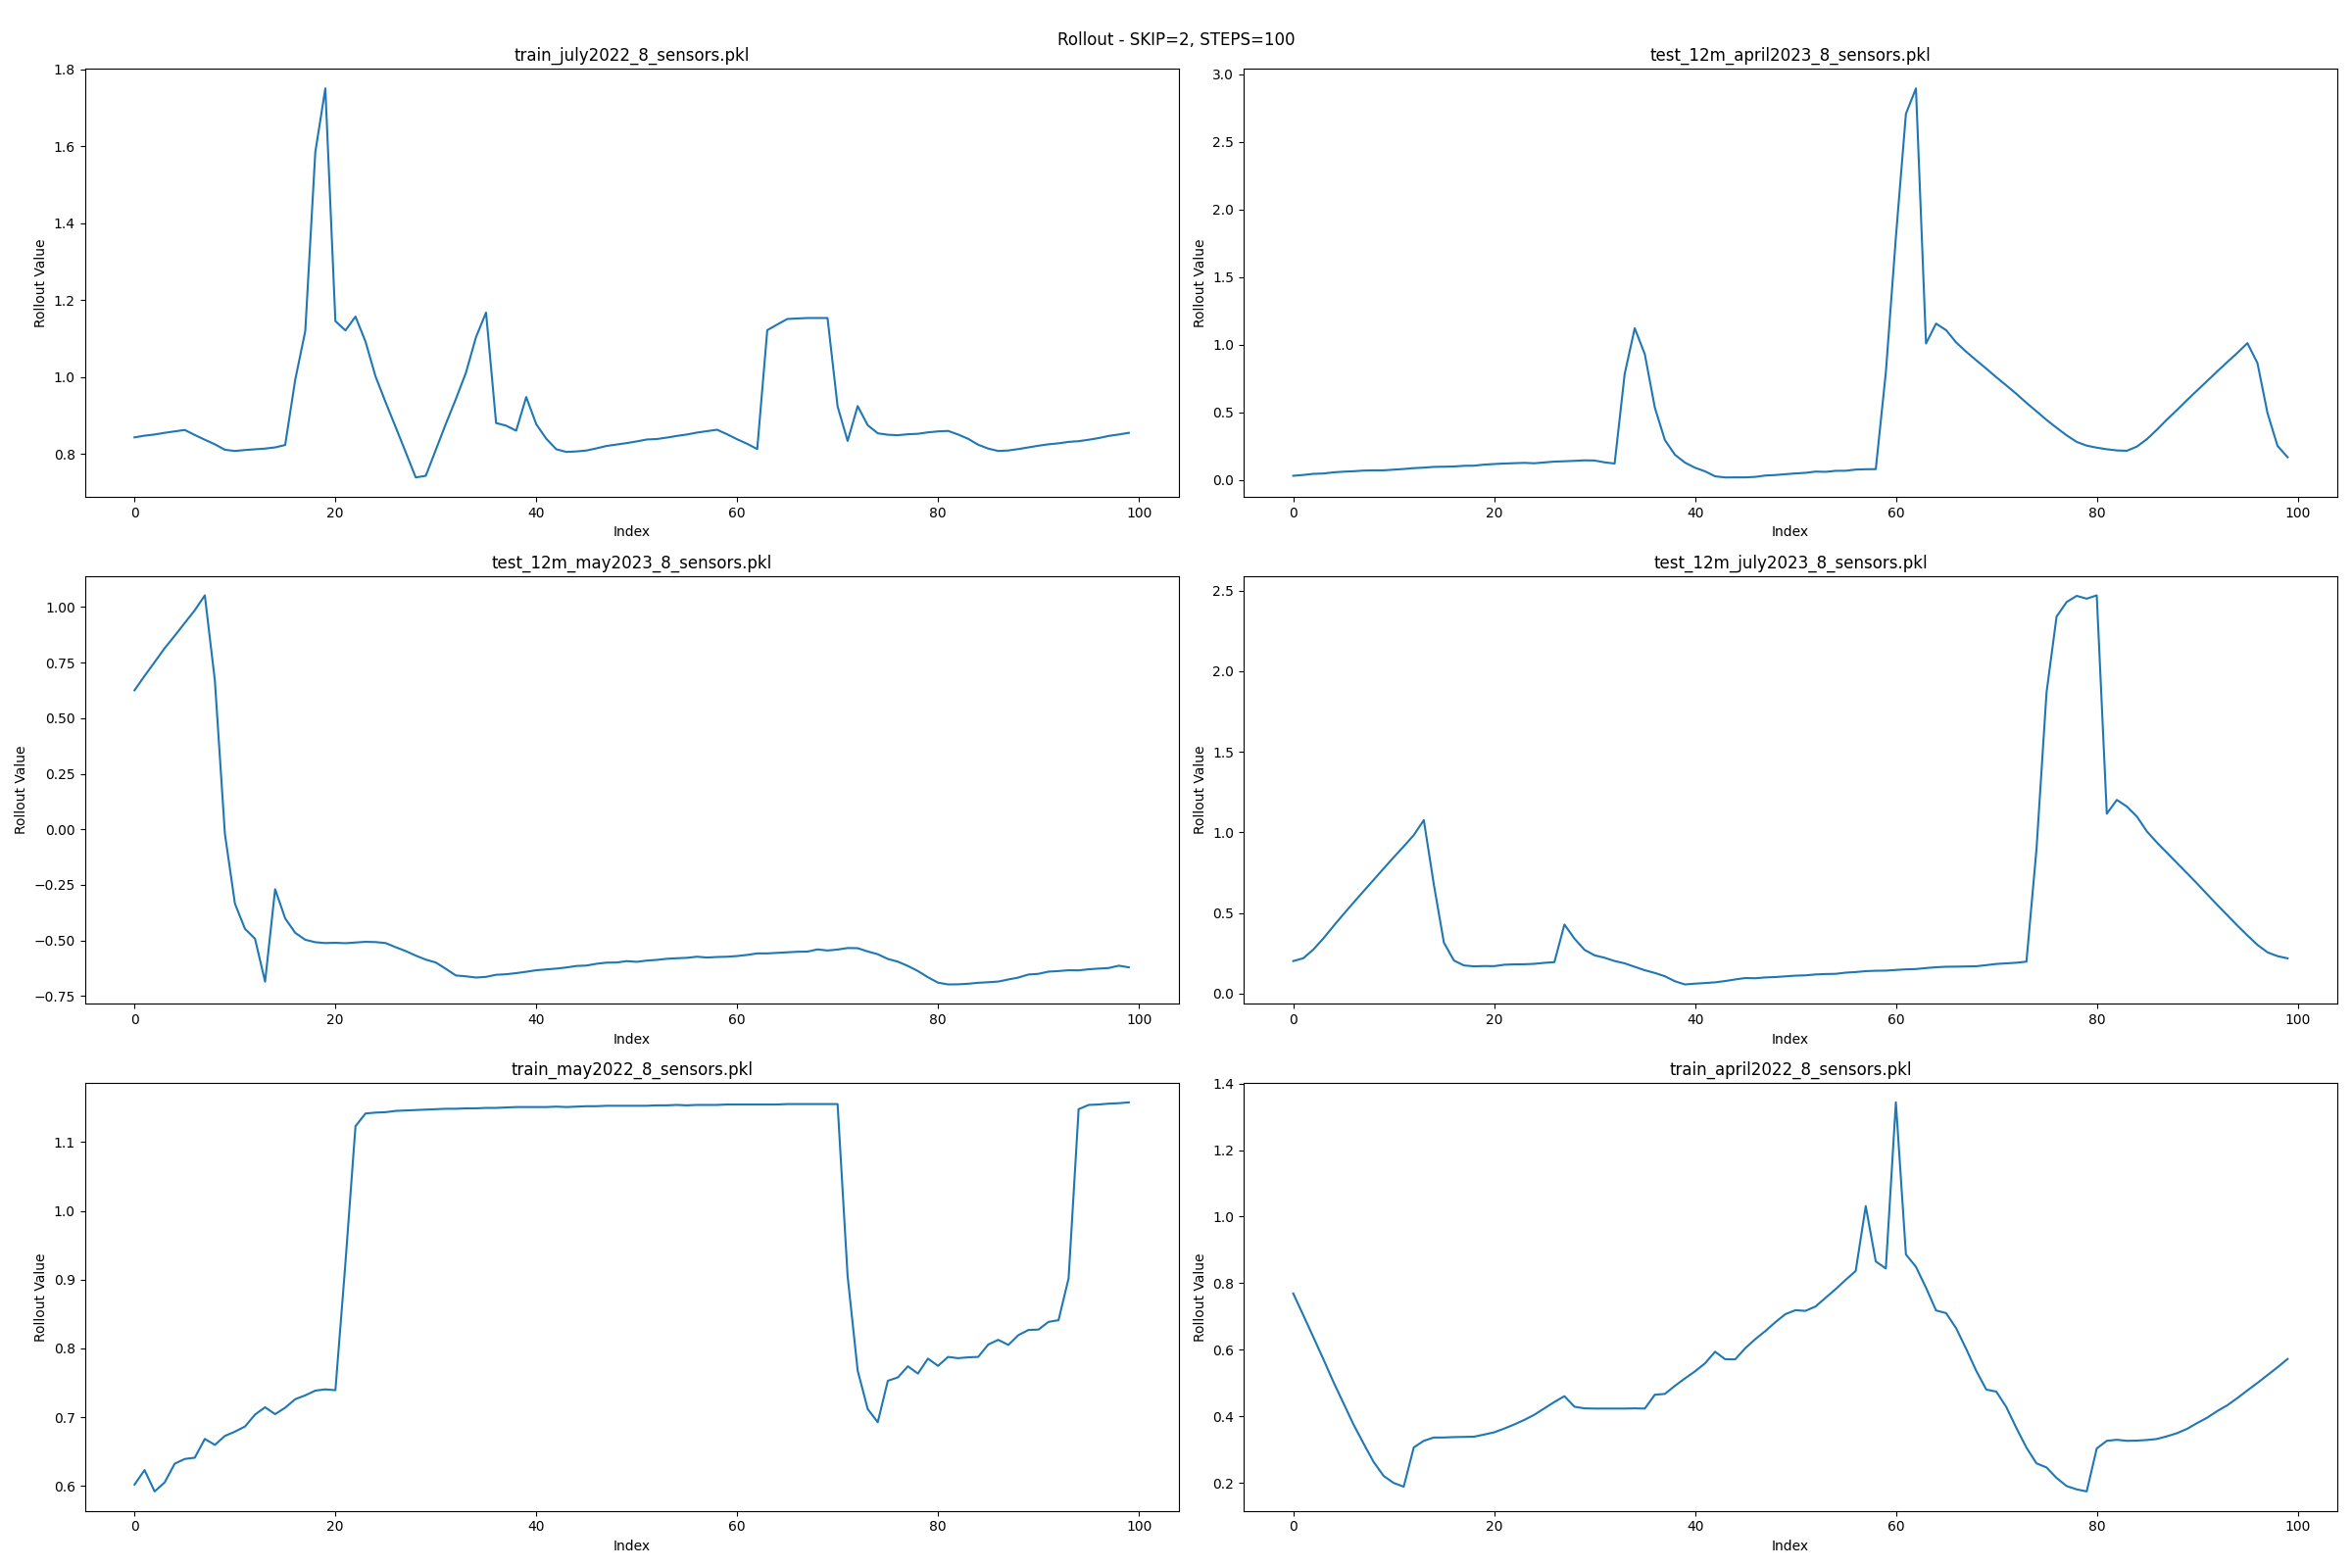 Rollout - SKIP=2, STEPS=100
train_july2022_8_sensors.pkl
Rollout Value
1.8
1.6
1.4
1.2
1.0
0.8
0 20 40 60 80 100
Index
test_12m_april2023_8_sensors.pkl
Rollout Value
3.0
2.5
2.0
1.5
1.0
0.5
0.0
0 20 40 60 80 100
Index
test_12m_may2023_8_sensors.pkl
Rollout Value
1.00
0.75
0.50
0.25
0.00
−0.25
−0.50
−0.75
0 20 40 60 80 100
Index
test_12m_july2023_8_sensors.pkl
Rollout Value
2.5
2.0
1.5
1.0
0.5
0.0
0 20 40 60 80 100
Index
train_may2022_8_sensors.pkl
Rollout Value
1.1
1.0
0.9
0.8
0.7
0.6
0 20 40 60 80 100
Index
train_april2022_8_sensors.pkl
Rollout Value
1.4
1.2
1.0
0.8
0.6
0.4
0.2
0 20 40 60 80 100
Index